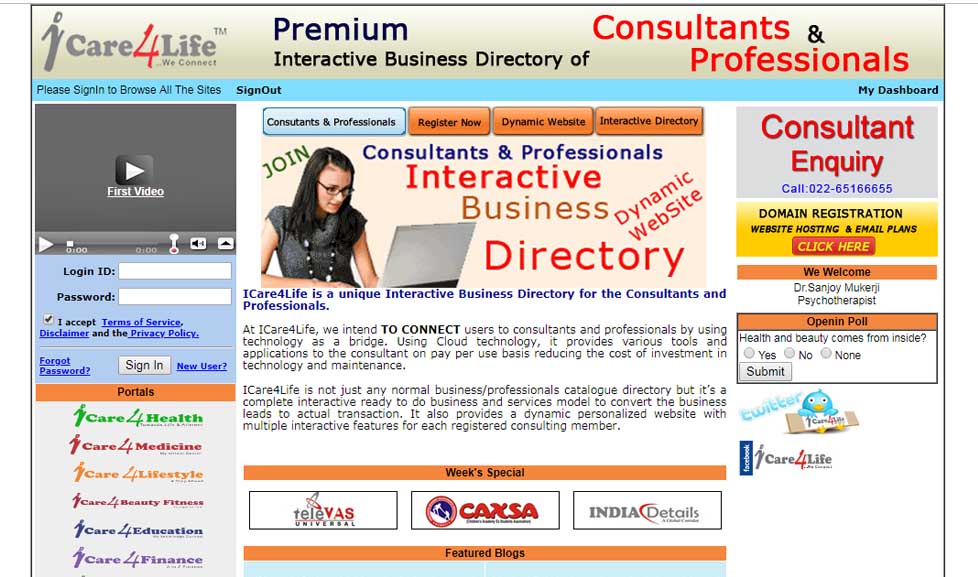 iCare4Life TM
...We Connect
Premium
Interactive Business Directory of
Consultants &
Professionals
Please SignIn to Browse All The Sites SignOut
My Dashboard
First Video
0:00 0:00
Login ID:
Password:
I accept Terms of Service,
Disclaimer and the Privacy Policy.
Forgot
Password?
Sign In
New User?
Portals
iCare4Health
iCare4Medicine
iCare4Lifestyle
iCare4Beauty Fitness
iCare4Education
iCare4Finance
Consutants & Professionals
Register Now
Dynamic Website
Interactive Directory
JOIN
Consultants & Professionals
Interactive
Business
Dynamic
WebSite
Directory
ICare4Life is a unique Interactive Business Directory for the Consultants and
Professionals.
At ICare4Life, we intend TO CONNECT users to consultants and professionals by using
technology as a bridge. Using Cloud technology, it provides various tools and
applications to the consultant on pay per use basis reducing the cost of investment in
technology and maintenance.
ICare4Life is not just any normal business/professionals catalogue directory but it's a
complete interactive ready to do business and services model to convert the business
leads to actual transaction. It also provides a dynamic personalized website with
multiple interactive features for each registered consulting member.
Week's Special
teleVAS
UNIVERSAL
CAXSA
INDIA Details
A Global Corridor
Featured Blogs
Consultant
Enquiry
Call:022-65166655
DOMAIN REGISTRATION
WEBSITE HOSTING & EMAIL PLANS
CLICK HERE
We Welcome
Dr.Sanjoy Mukerji
Psychotherapist
Openin Poll
Health and beauty comes from inside?
Yes No None
Submit
twitter
iCare4Life
facebook
iCare4Life
...We Connect